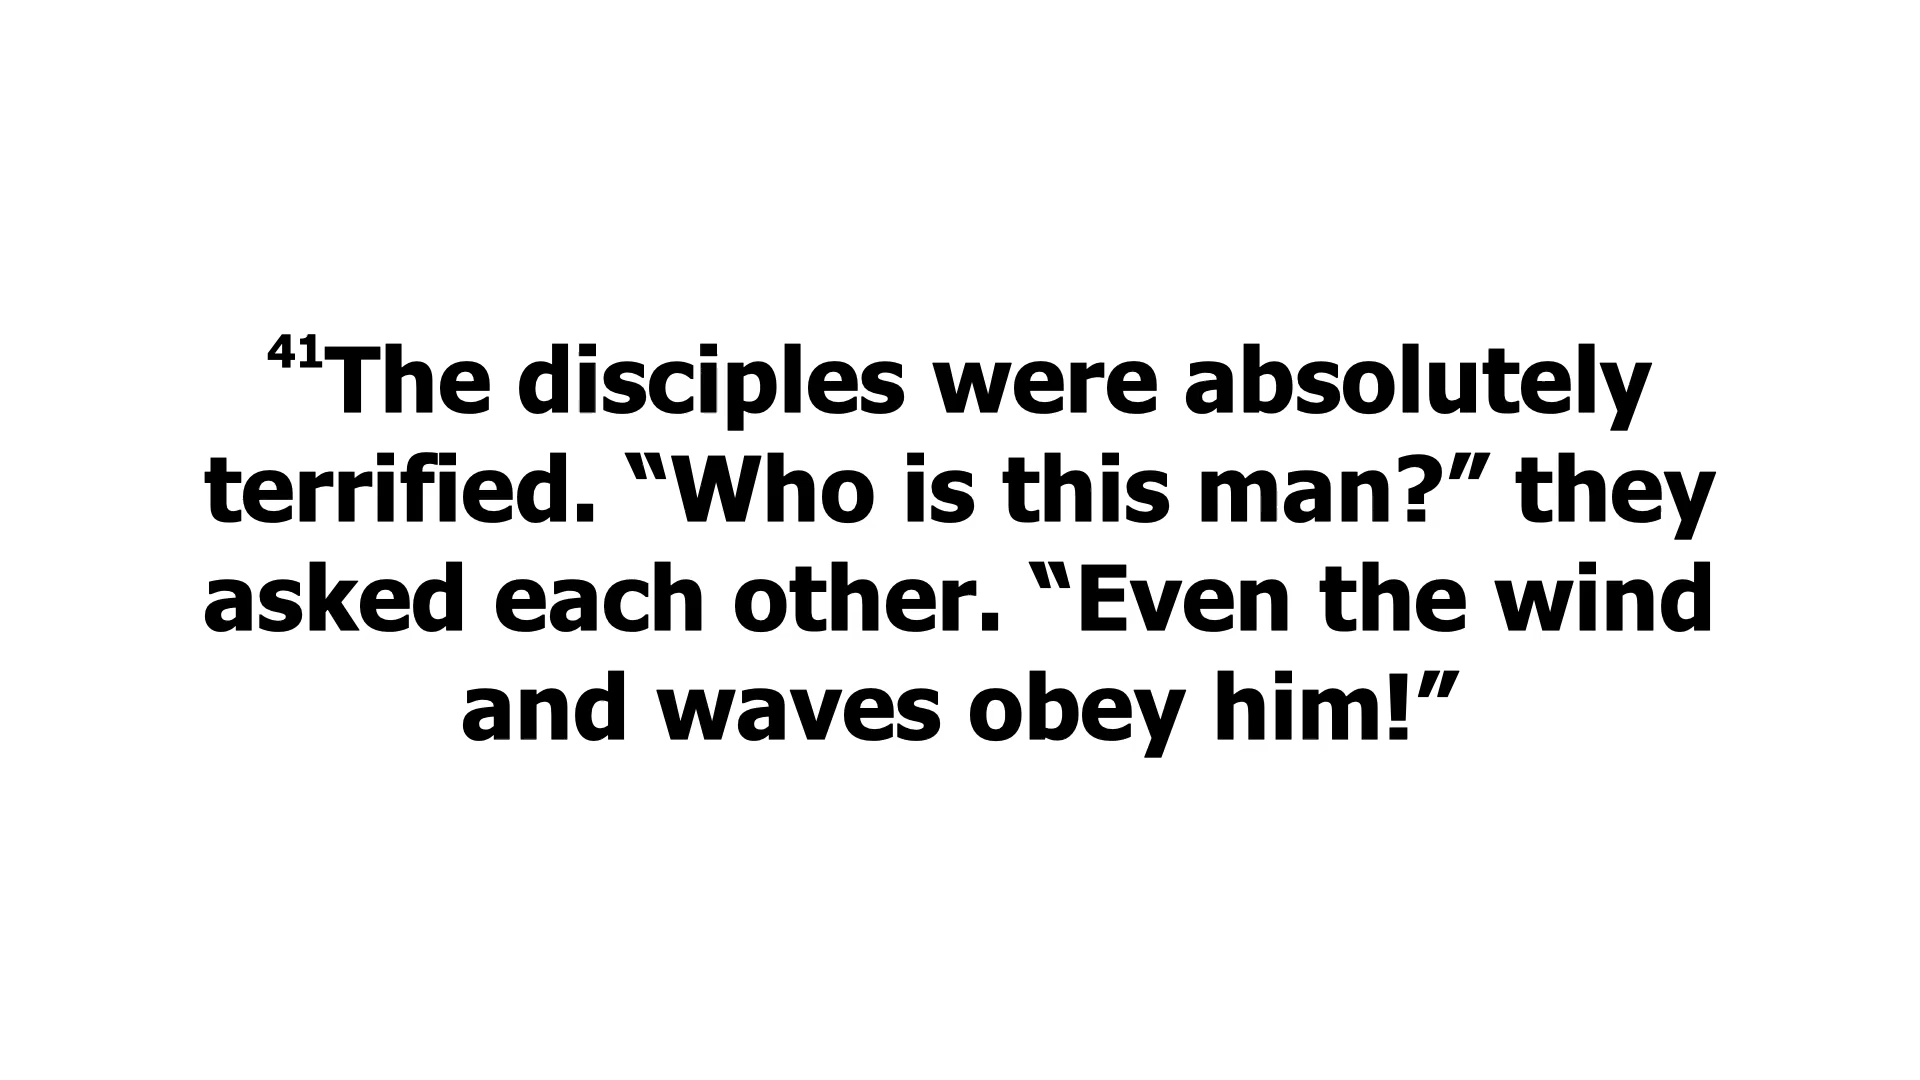 ⁴¹The disciples were absolutely
terrified. “Who is this man?” they
asked each other. “Even the wind
and waves obey him!”